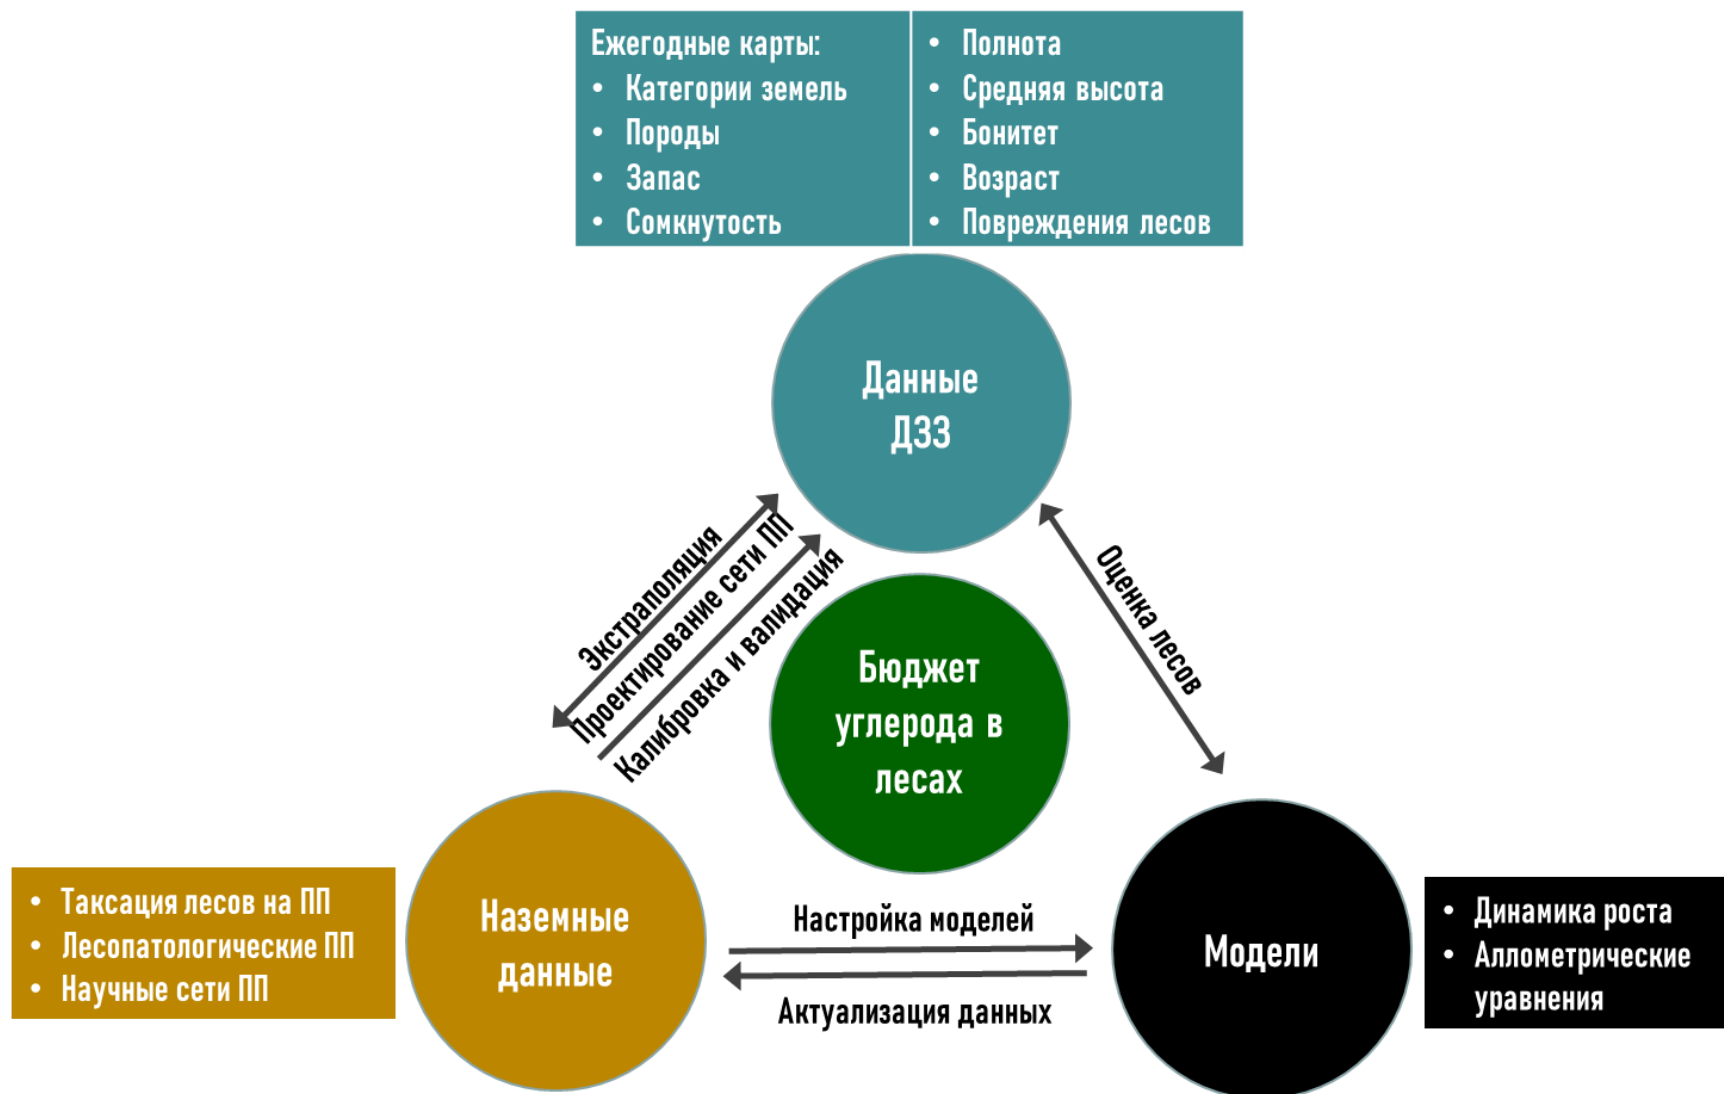 Ежегодные карты:
• Категории земель
• Породы
• Запас
• Сомкнутость
• Полнота
• Средняя высота
• Бонитет
• Возраст
• Повреждения лесов
Данные
ДЗЗ
Экстраполяция
Проектирование сети ПП
Калибровка и валидация
Оценка лесов
Бюджет
углерода в
лесах
• Таксация лесов на ПП
• Лесопатологические ПП
• Научные сети ПП
Наземные
данные
Настройка моделей
Актуализация данных
Модели
• Динамика роста
• Аллометрические
уравнения